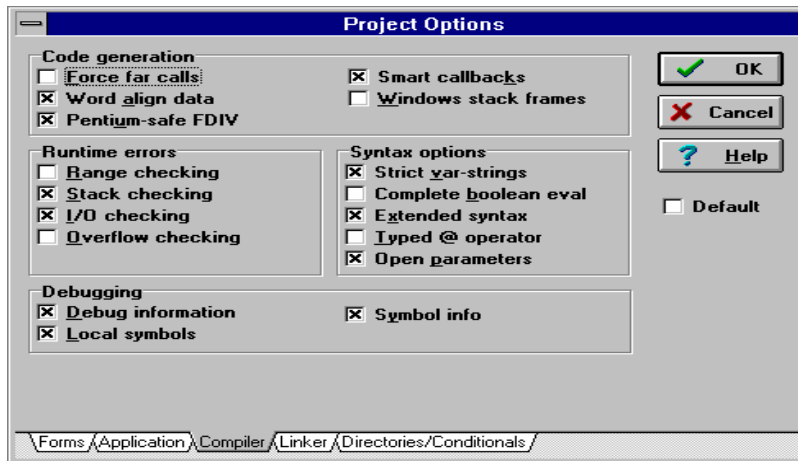 Project Options
Code generation
Force far calls
Smart callbacks
Word align data
Windows stack frames
Pentium-safe FDIV
Runtime errors
Range checking
Stack checking
I/O checking
Overflow checking
Syntax options
Strict var-strings
Complete boolean eval
Extended syntax
Typed @ operator
Open parameters
Debugging
Debug information
Symbol info
Local symbols
OK
Cancel
Help
Default
Forms Application Compiler Linker Directories/Conditionals